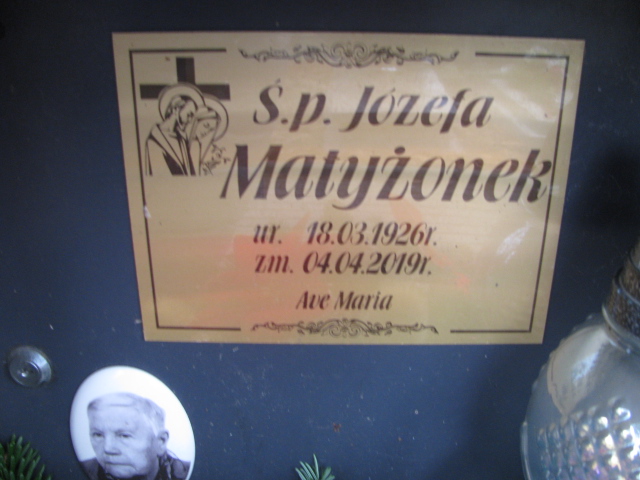 Ś.p. Józefa
Matyżonek
ur. 18.03.1926r.
zm. 04.04.2019r.
Ave Maria